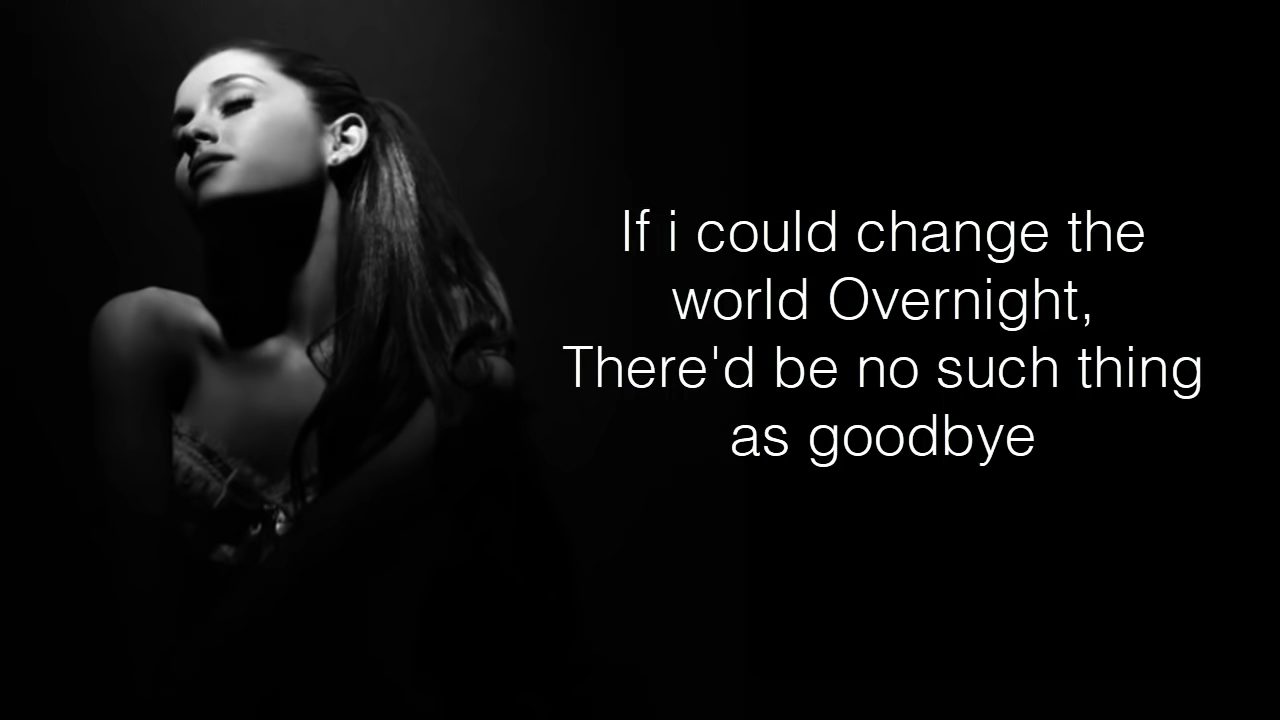 If i could change the
world Overnight,
There'd be no such thing
as goodbye